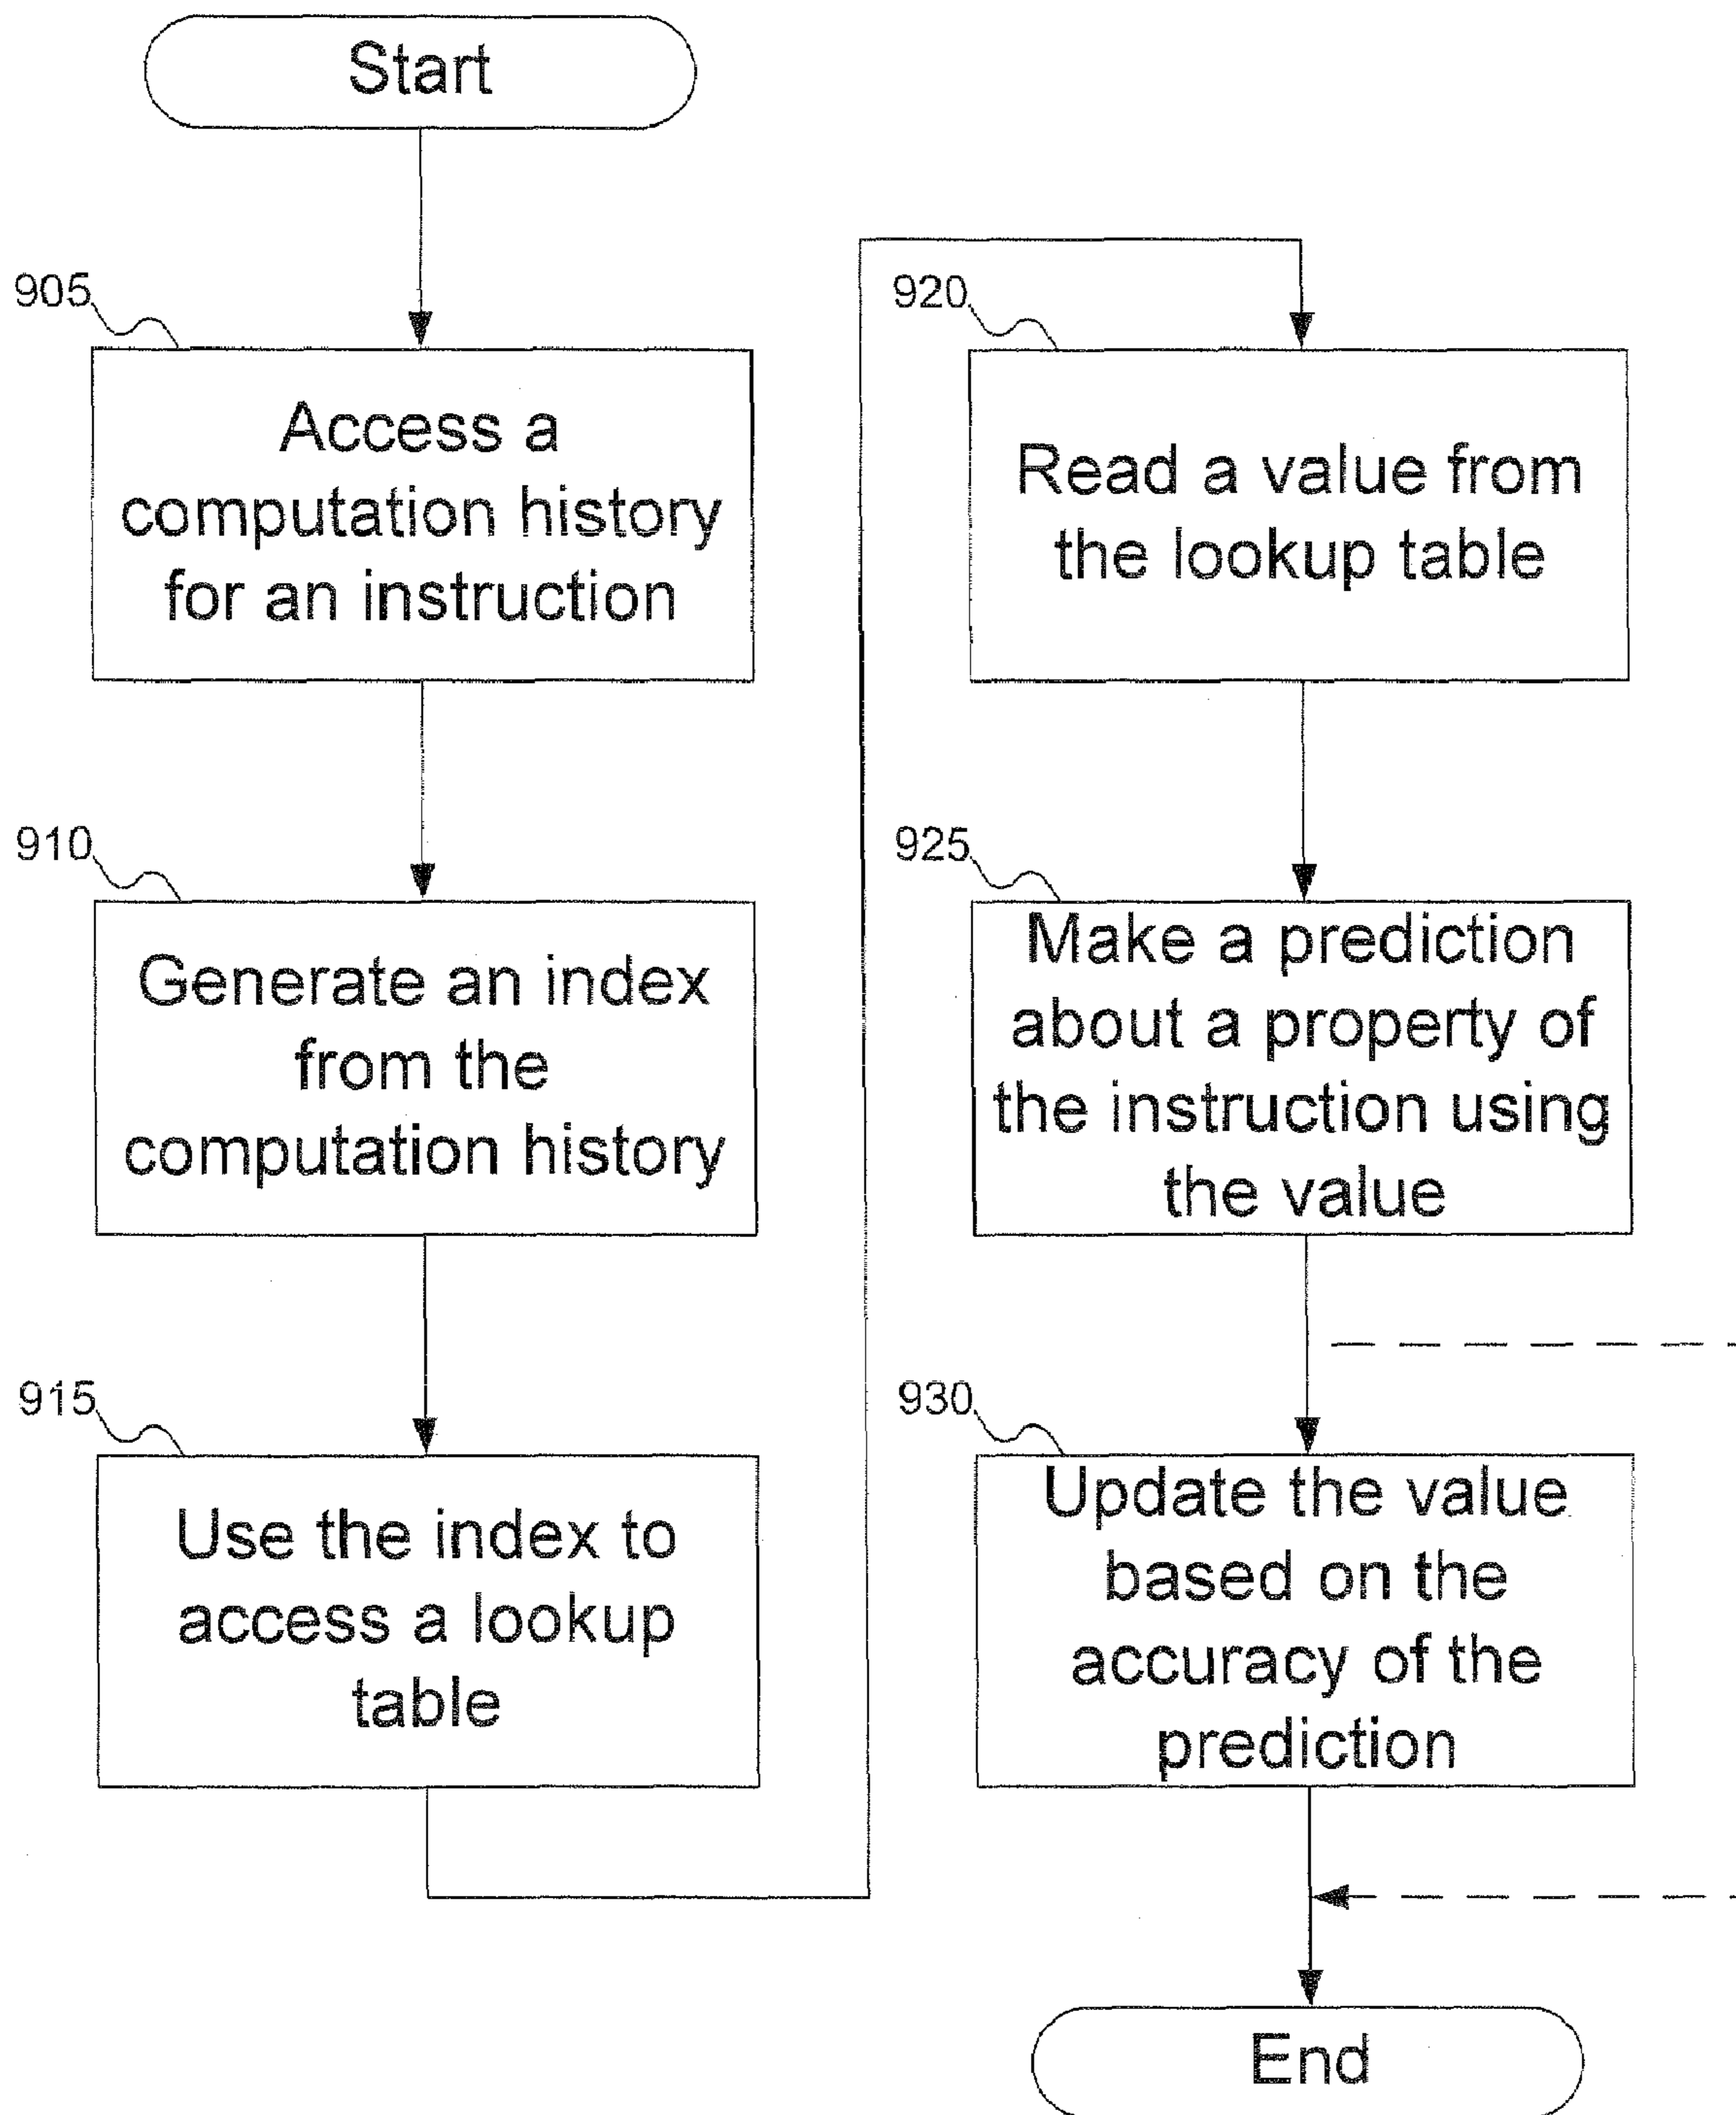 Start
905
Access a
computation history
for an instruction
910
Generate an index
from the
computation history
915
Use the index to
access a lookup
table
920
Read a value from
the lookup table
925
Make a prediction
about a property of
the instruction using
the value
930
Update the value
based on the
accuracy of the
prediction
End